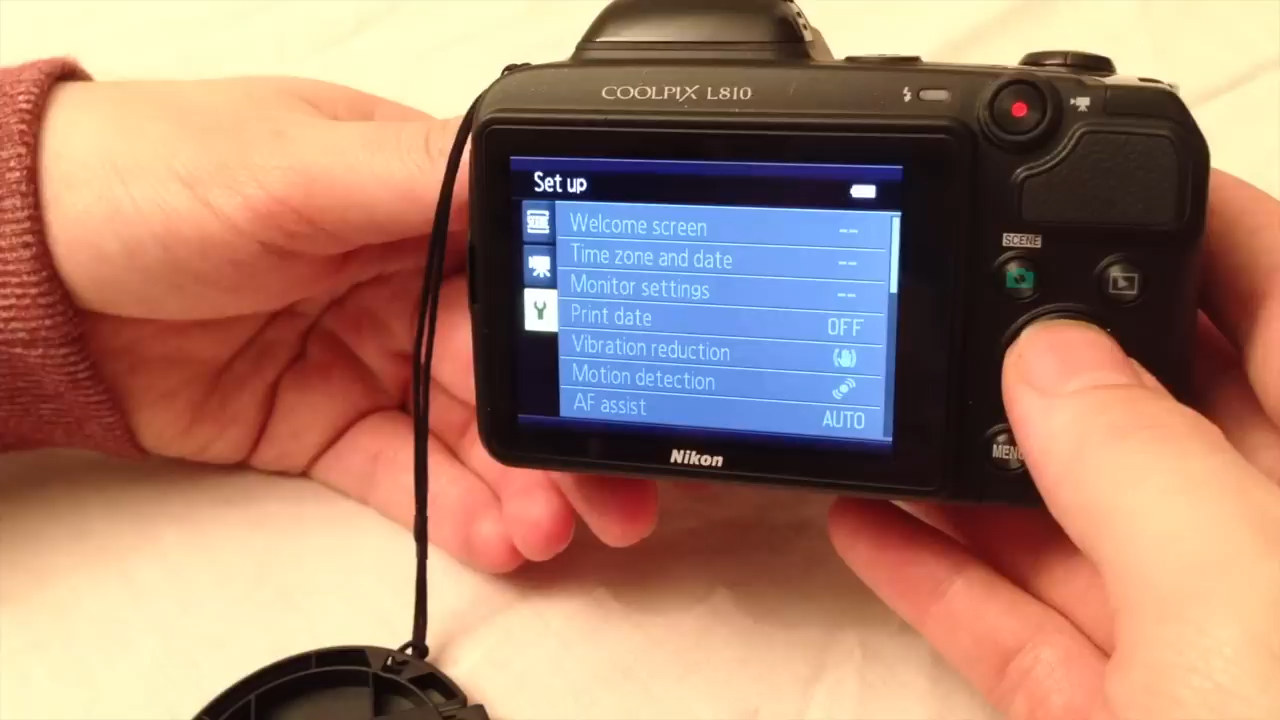 COOLPIX L810
Set up
SCENE
Welcome screen --
Time zone and date --
Monitor settings --
Print date OFF
Vibration reduction
Motion detection
AF assist AUTO
Nikon
SCENE
MENU